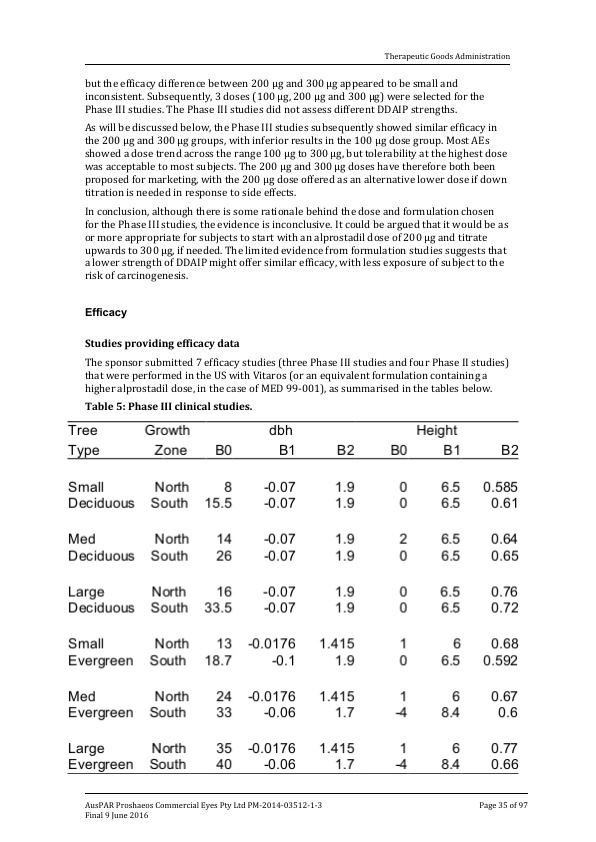 Therapeutic Goods Administration
but the efficacy difference between 200 µg and 300 µg appeared to be small and
inconsistent. Subsequently, 3 doses (100 µg, 200 µg and 300 µg) were selected for the
Phase III studies. The Phase III studies did not assess different DDAIP strengths.
As will be discussed below, the Phase III studies subsequently showed similar efficacy in
the 200 µg and 300 µg groups, with inferior results in the 100 µg dose group. Most AEs
showed a dose trend across the range 100 µg to 300 µg, but tolerability at the highest dose
was acceptable to most subjects. The 200 µg and 300 µg doses have therefore both been
proposed for marketing, with the 200 µg dose offered as an alternative lower dose if down
titration is needed in response to side effects.
In conclusion, although there is some rationale behind the dose and formulation chosen
for the Phase III studies, the evidence is inconclusive. It could be argued that it would be as
or more appropriate for subjects to start with an alprostadil dose of 200 µg and titrate
upwards to 300 µg, if needed. The limited evidence from formulation studies suggests that
a lower strength of DDAIP might offer similar efficacy, with less exposure of subject to the
risk of carcinogenesis.
Efficacy
Studies providing efficacy data
The sponsor submitted 7 efficacy studies (three Phase III studies and four Phase II studies)
that were performed in the US with Vitaros (or an equivalent formulation containing a
higher alprostadil dose, in the case of MED 99-001), as summarised in the tables below.
Table 5: Phase III clinical studies.
Tree Growth dbh Height
Type Zone B0 B1 B2 B0 B1 B2
Small North 8 -0.07 1.9 0 6.5 0.585
Deciduous South 15.5 -0.07 1.9 0 6.5 0.61
Med North 14 -0.07 1.9 2 6.5 0.64
Deciduous South 26 -0.07 1.9 0 6.5 0.65
Large North 16 -0.07 1.9 0 6.5 0.76
Deciduous South 33.5 -0.07 1.9 0 6.5 0.72
Small North 13 -0.0176 1.415 1 6 0.68
Evergreen South 18.7 -0.1 1.9 0 6.5 0.592
Med North 24 -0.0176 1.415 1 6 0.67
Evergreen South 33 -0.06 1.7 -4 8.4 0.6
Large North 35 -0.0176 1.415 1 6 0.77
Evergreen South 40 -0.06 1.7 -4 8.4 0.66
AusPAR Proshaeos Commercial Eyes Pty Ltd PM-2014-03512-1-3 Page 35 of 97
Final 9 June 2016